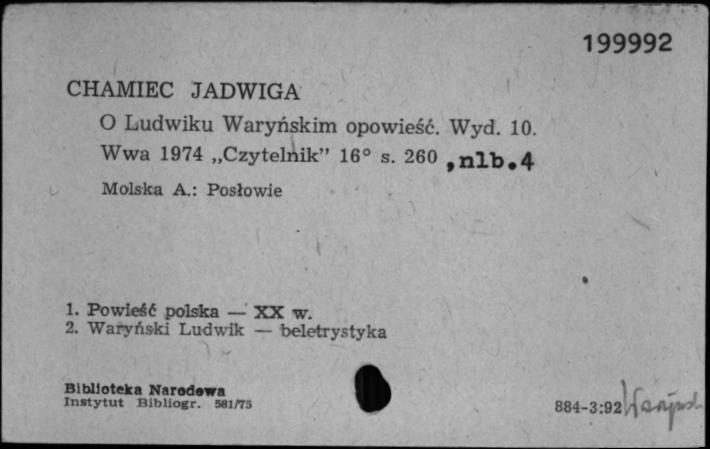 199992
CHAMIEC JADWIGA
O Ludwiku Waryńskim opowieść. Wyd. 10.
Wwa 1974 „Czytelnik” 16° s. 260 ,nlb.4
Molska A.: Posłowie
1. Powieść polska — XX w.
2. Waryński Ludwik — beletrystyka
Biblioteka Narodowa
Instytut Bibliogr. 581/75
884-3:92